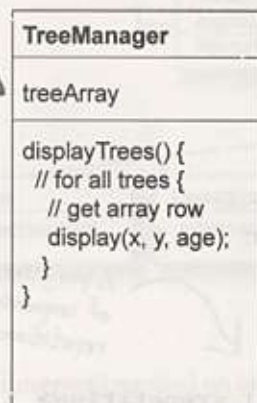 TreeManager
treeArray
displayTrees() {
// for all trees {
// get array row
display(x, y, age);
}
}